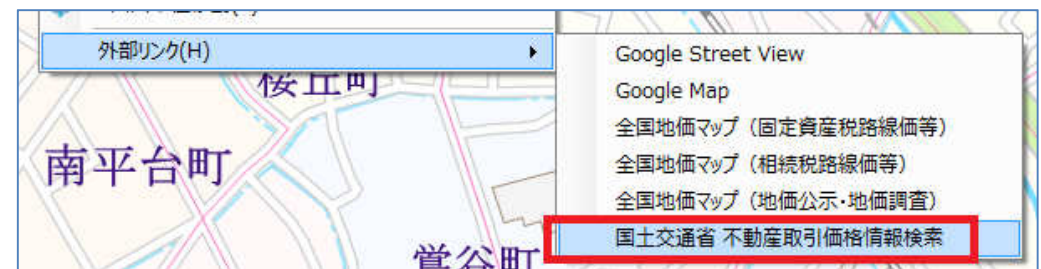 外部リンク(H)
Google Street View
Google Map
全国地価マップ（固定資産税路線価等）
全国地価マップ（相続税路線価等）
全国地価マップ（地価公示・地価調査）
国土交通省 不動産取引価格情報検索
桜丘町
南平台町
鶯谷町